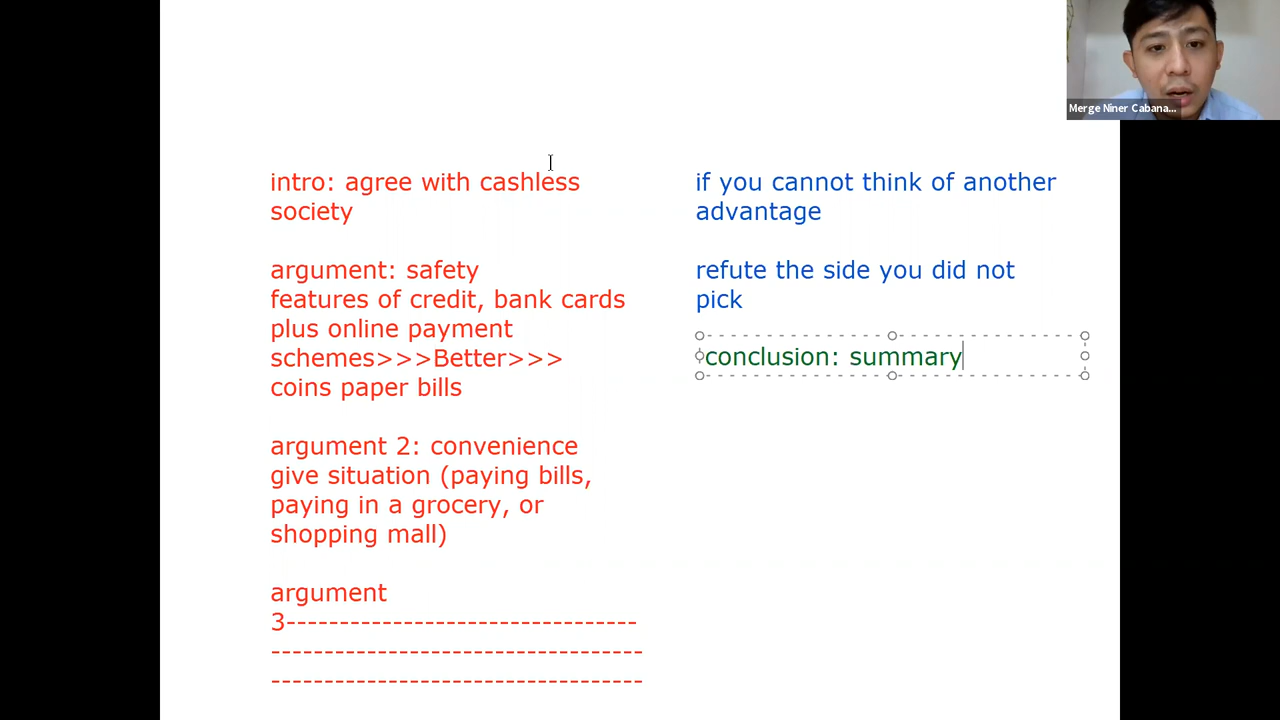 Merge Niner Cabana...
intro: agree with cashless
society
argument: safety
features of credit, bank cards
plus online payment
schemes>>>Better>>>
coins paper bills
argument 2: convenience
give situation (paying bills,
paying in a grocery, or
shopping mall)
argument
3---------------------------------
-----------------------------------
-----------------------------------
if you cannot think of another
advantage
refute the side you did not
pick
conclusion: summary